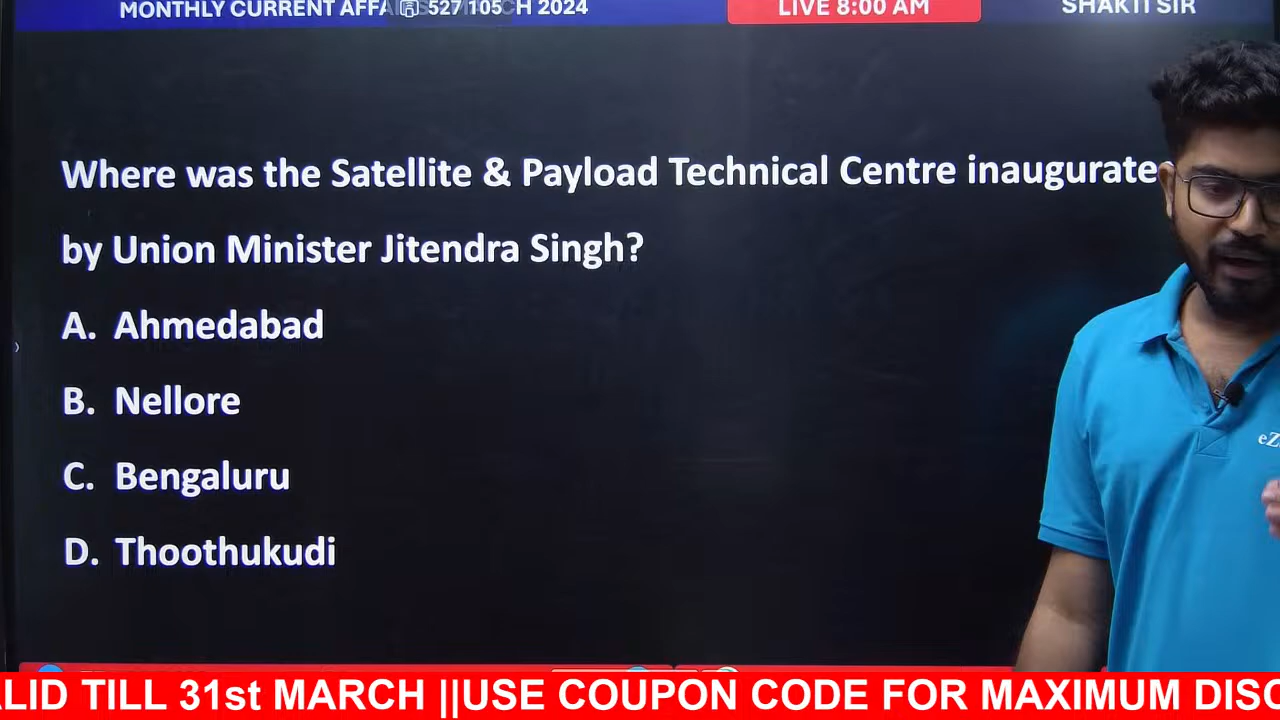 MONTHLY CURRENT AFFA 527 105 H 2024
LIVE 8:00 AM
SHAKTI SIR
Where was the Satellite & Payload Technical Centre inaugurate
by Union Minister Jitendra Singh?
A. Ahmedabad
B. Nellore
C. Bengaluru
D. Thoothukudi
eZ
LID TILL 31st MARCH ||USE COUPON CODE FOR MAXIMUM DISC